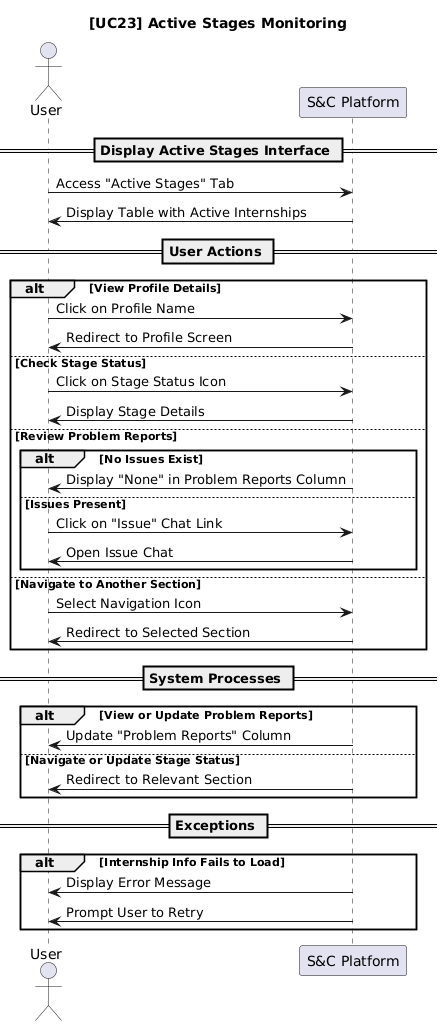 [UC23] Active Stages Monitoring
User
S&C Platform
Display Active Stages Interface
Access "Active Stages" Tab
Display Table with Active Internships
User Actions
alt [View Profile Details]
Click on Profile Name
Redirect to Profile Screen
[Check Stage Status]
Click on Stage Status Icon
Display Stage Details
[Review Problem Reports]
alt [No Issues Exist]
Display "None" in Problem Reports Column
[Issues Present]
Click on "Issue" Chat Link
Open Issue Chat
[Navigate to Another Section]
Select Navigation Icon
Redirect to Selected Section
System Processes
alt [View or Update Problem Reports]
Update "Problem Reports" Column
[Navigate or Update Stage Status]
Redirect to Relevant Section
Exceptions
alt [Internship Info Fails to Load]
Display Error Message
Prompt User to Retry
User
S&C Platform